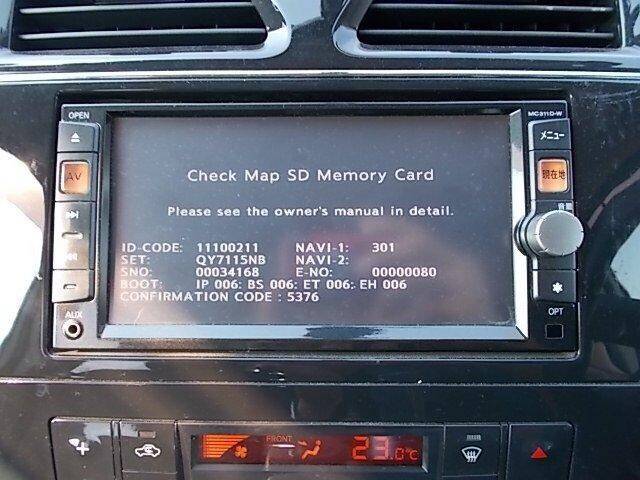 OPEN
MC311D-W
メニュー
AV
現在地
音量
AUX
OPT
Check Map SD Memory Card
Please see the owner's manual in detail.
ID-CODE: 11100211 NAVI-1: 301
SET: QY7115NB NAVI-2:
SNO: 00034168 E-NO: 00000080
BOOT: IP 006: BS 006: ET 006: EH 006
CONFIRMATION CODE : 5376
FRONT 23.0°C